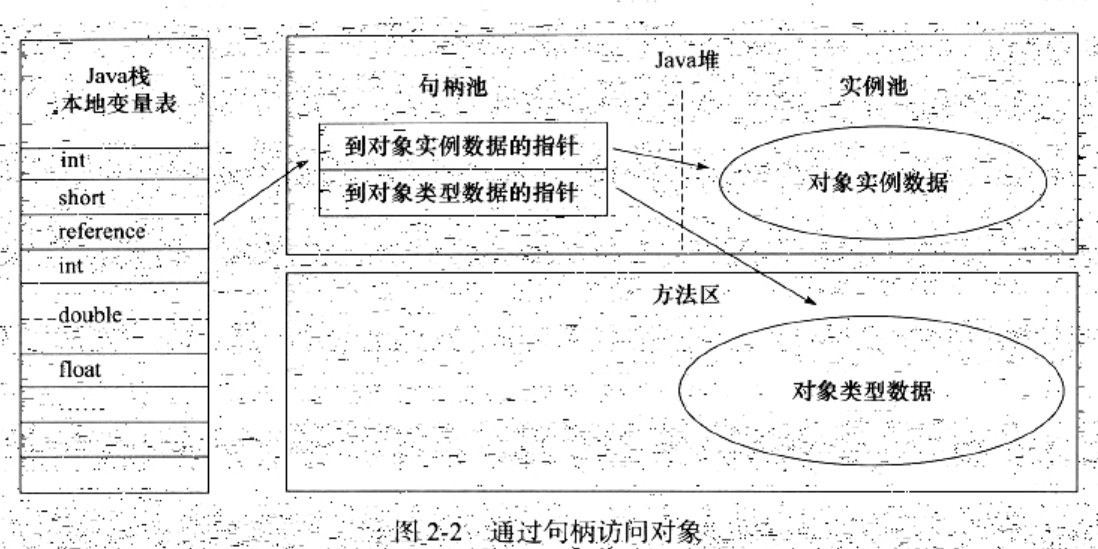 Java栈
本地变量表
int
short
reference
int
double
float
......
Java堆
句柄池
实例池
到对象实例数据的指针
到对象类型数据的指针
对象实例数据
方法区
对象类型数据
图2-2 通过句柄访问对象